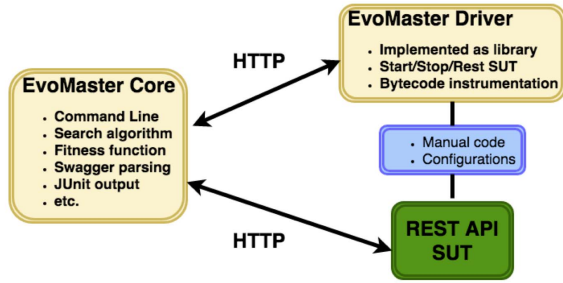 EvoMaster Driver
• Implemented as library
• Start/Stop/Rest SUT
• Bytecode instrumentation
HTTP
EvoMaster Core
• Command Line
• Search algorithm
• Fitness function
• Swagger parsing
• JUnit output
• etc.
• Manual code
• Configurations
HTTP
REST API
SUT